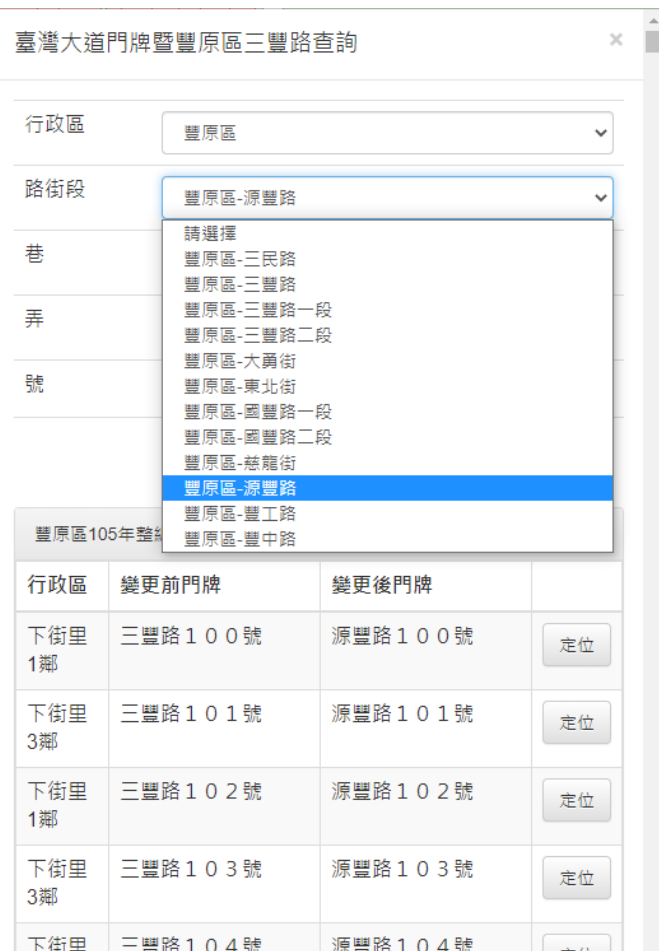 臺灣大道門牌暨豐原區三豐路查詢 ×
行政區 豐原區
路街段 豐原區-源豐路
請選擇
巷
豐原區-三民路
豐原區-三豐路
豐原區-三豐路一段
弄
豐原區-三豐路二段
豐原區-大勇街
號
豐原區-東北街
豐原區-國豐路一段
豐原區-國豐路二段
豐原區-慈龍街
豐原區-源豐路
豐原區-豐工路
豐原區-豐中路
豐原區105年整
行政區 變更前門牌 變更後門牌
下街里 三豐路１００號 源豐路１００號 定位
1鄰
下街里 三豐路１０１號 源豐路１０１號 定位
3鄰
下街里 三豐路１０２號 源豐路１０２號 定位
1鄰
下街里 三豐路１０３號 源豐路１０３號 定位
3鄰
下街里 三豐路１０４號 源豐路１０４號